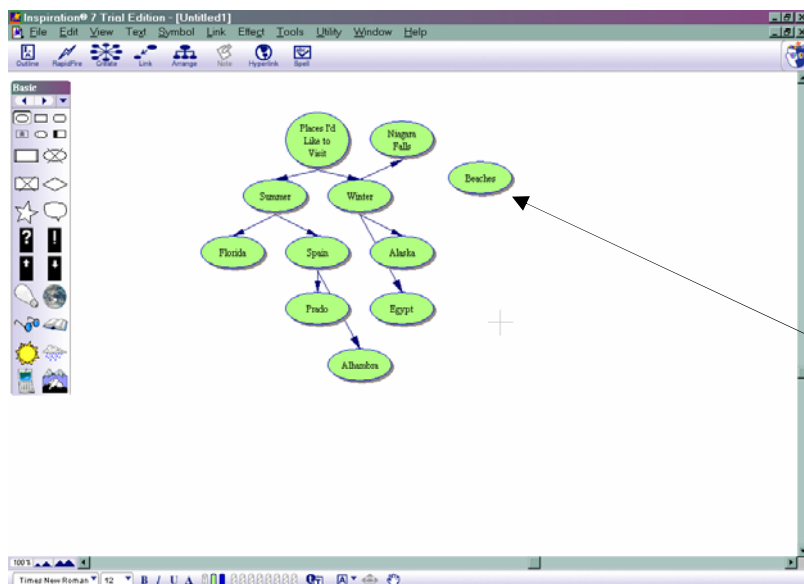 Inspiration® 7 Trial Edition - [Untitled1]
File Edit View Text Symbol Link Effect Tools Utility Window Help
Outline RapidFire Create Link Arrange Note Hyperlink Spell
Basic
Places I'd
Like to
Visit
Niagara
Falls
Beaches
Summer
Winter
Florida
Spain
Alaska
Prado
Egypt
Alhambra
100%
Times New Roman 12 B I U A